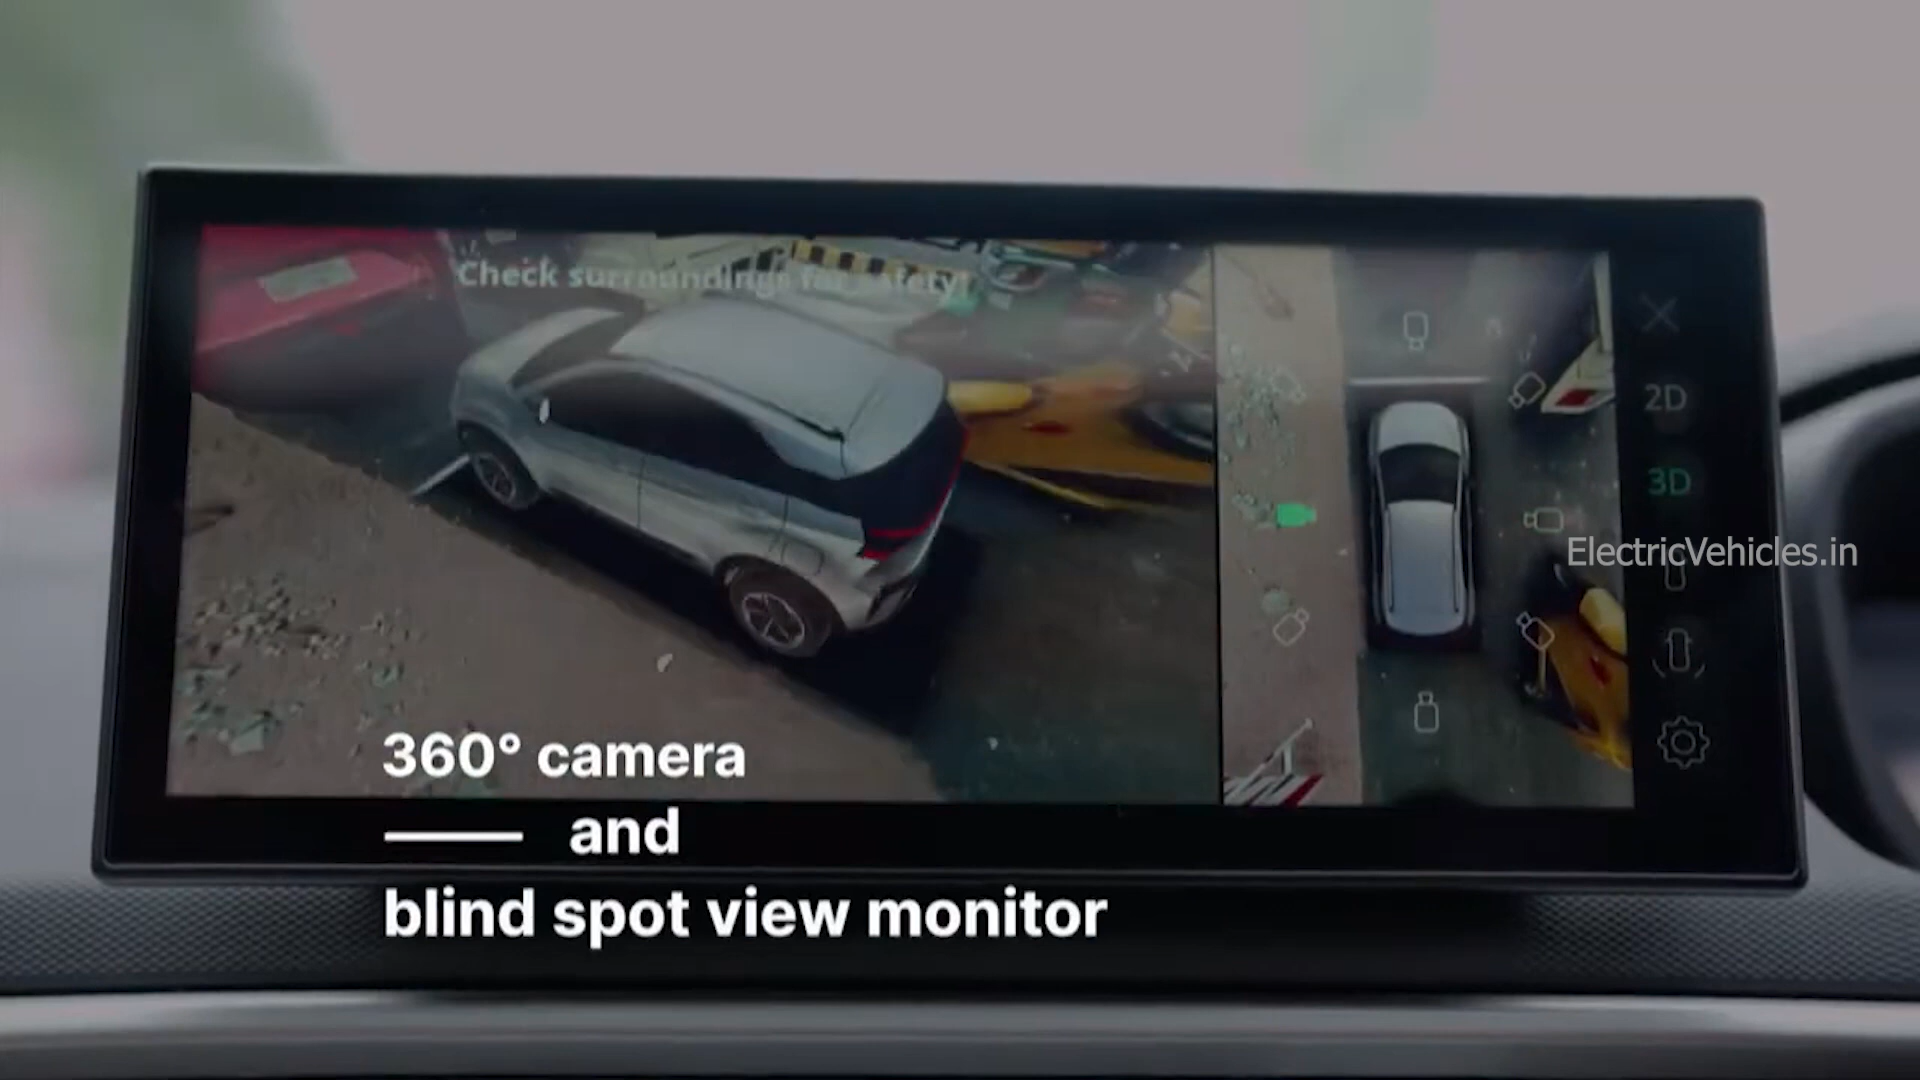 Check surroundings for safety!
2D
3D
ElectricVehicles.in
360° camera
and
blind spot view monitor